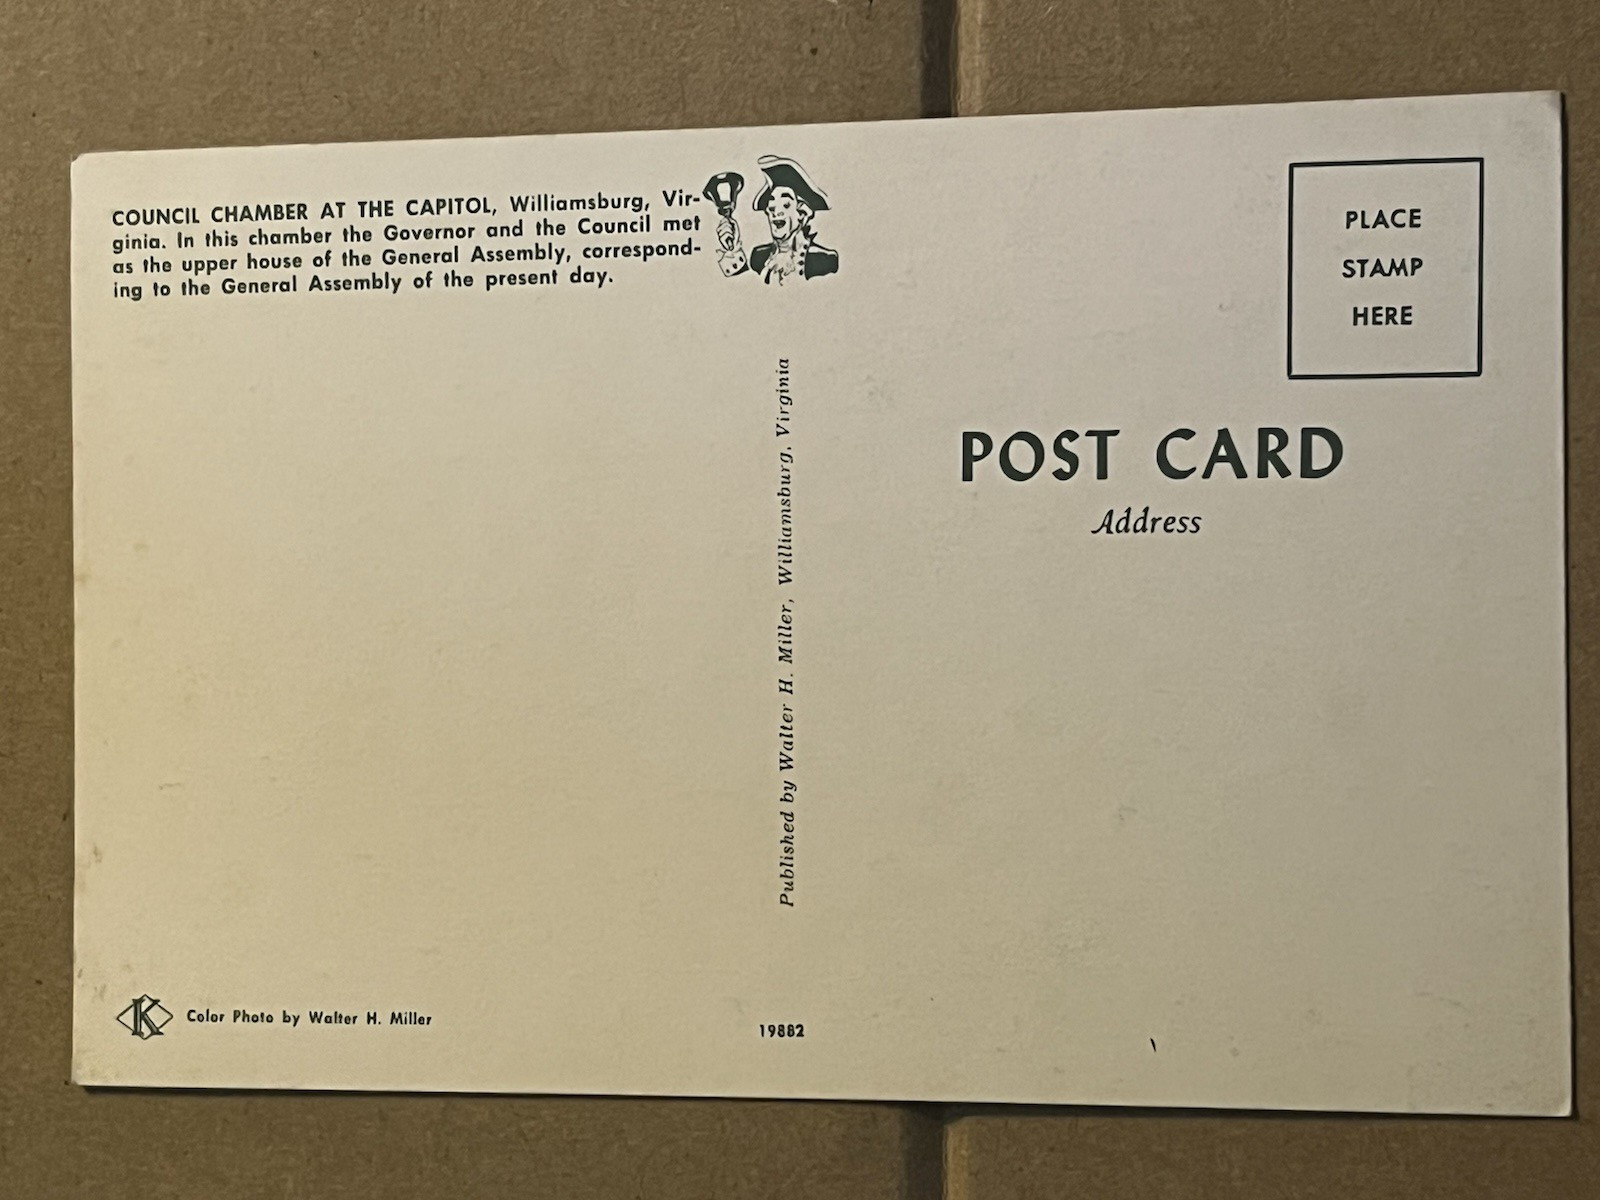 COUNCIL CHAMBER AT THE CAPITOL, Williamsburg, Vir-
ginia. In this chamber the Governor and the Council met
as the upper house of the General Assembly, correspond-
ing to the General Assembly of the present day.
PLACE
STAMP
HERE
POST CARD
Address
Published by Walter H. Miller, Williamsburg, Virginia
K
Color Photo by Walter H. Miller
19882